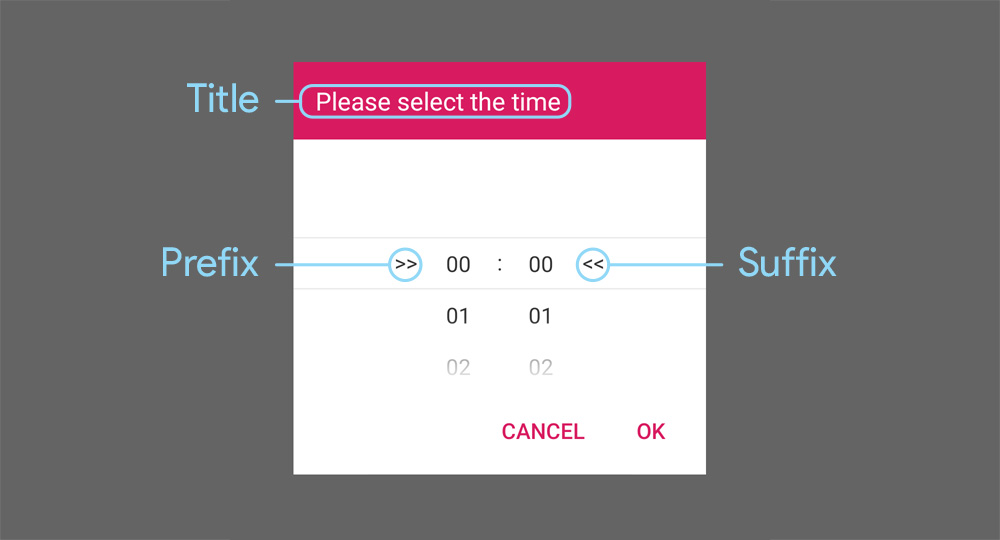 Title Please select the time
Prefix >> 00 : 00 << Suffix
01 01
02 02
CANCEL OK